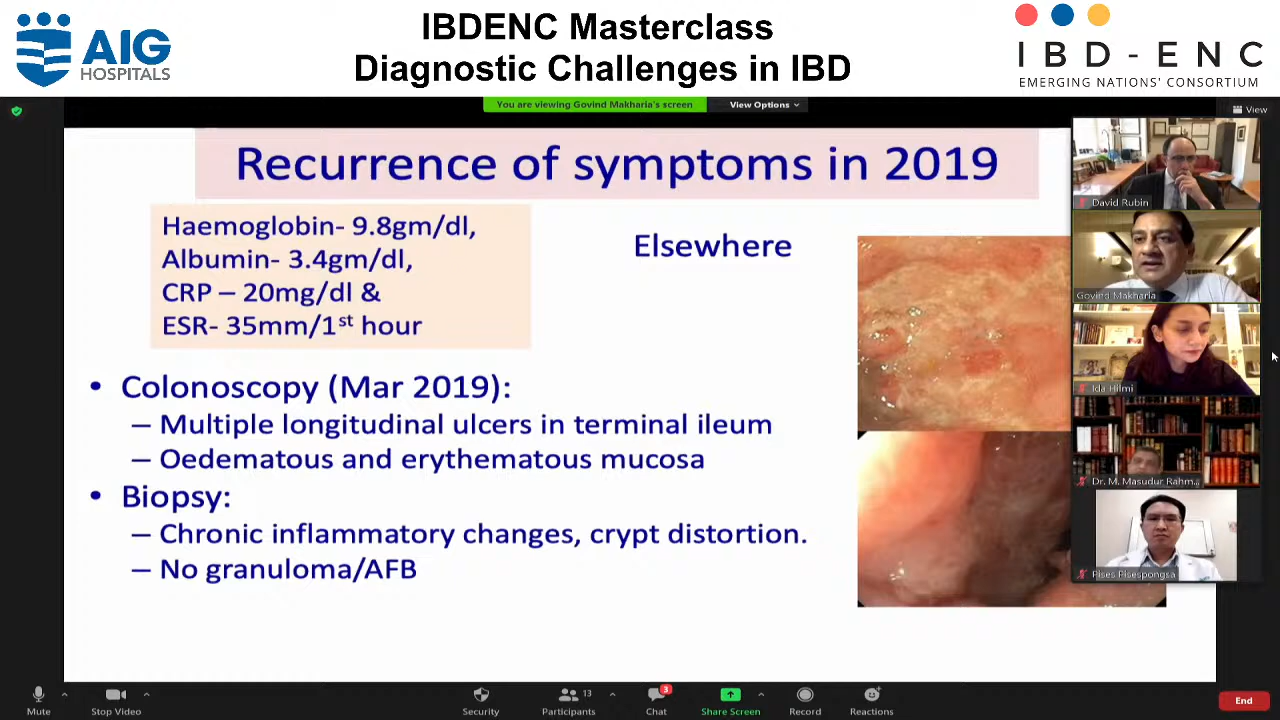 AIG
HOSPITALS
IBDENC Masterclass
Diagnostic Challenges in IBD
IBD-ENC
EMERGING NATIONS' CONSORTIUM
You are viewing Govind Makharia's screen
View Options
View
Recurrence of symptoms in 2019
Haemoglobin- 9.8gm/dl,
Albumin- 3.4gm/dl,
CRP – 20mg/dl &
ESR- 35mm/1st hour
Elsewhere
• Colonoscopy (Mar 2019):
– Multiple longitudinal ulcers in terminal ileum
– Oedematous and erythematous mucosa
• Biopsy:
– Chronic inflammatory changes, crypt distortion.
– No granuloma/AFB
David Rubin
Govind Makharia
Ida Hilmi
Dr. M. Masudur Rahm...
Pises Pisespongsa
Mute
Stop Video
Security
Participants
13
Chat
3
Share Screen
Record
Reactions
End